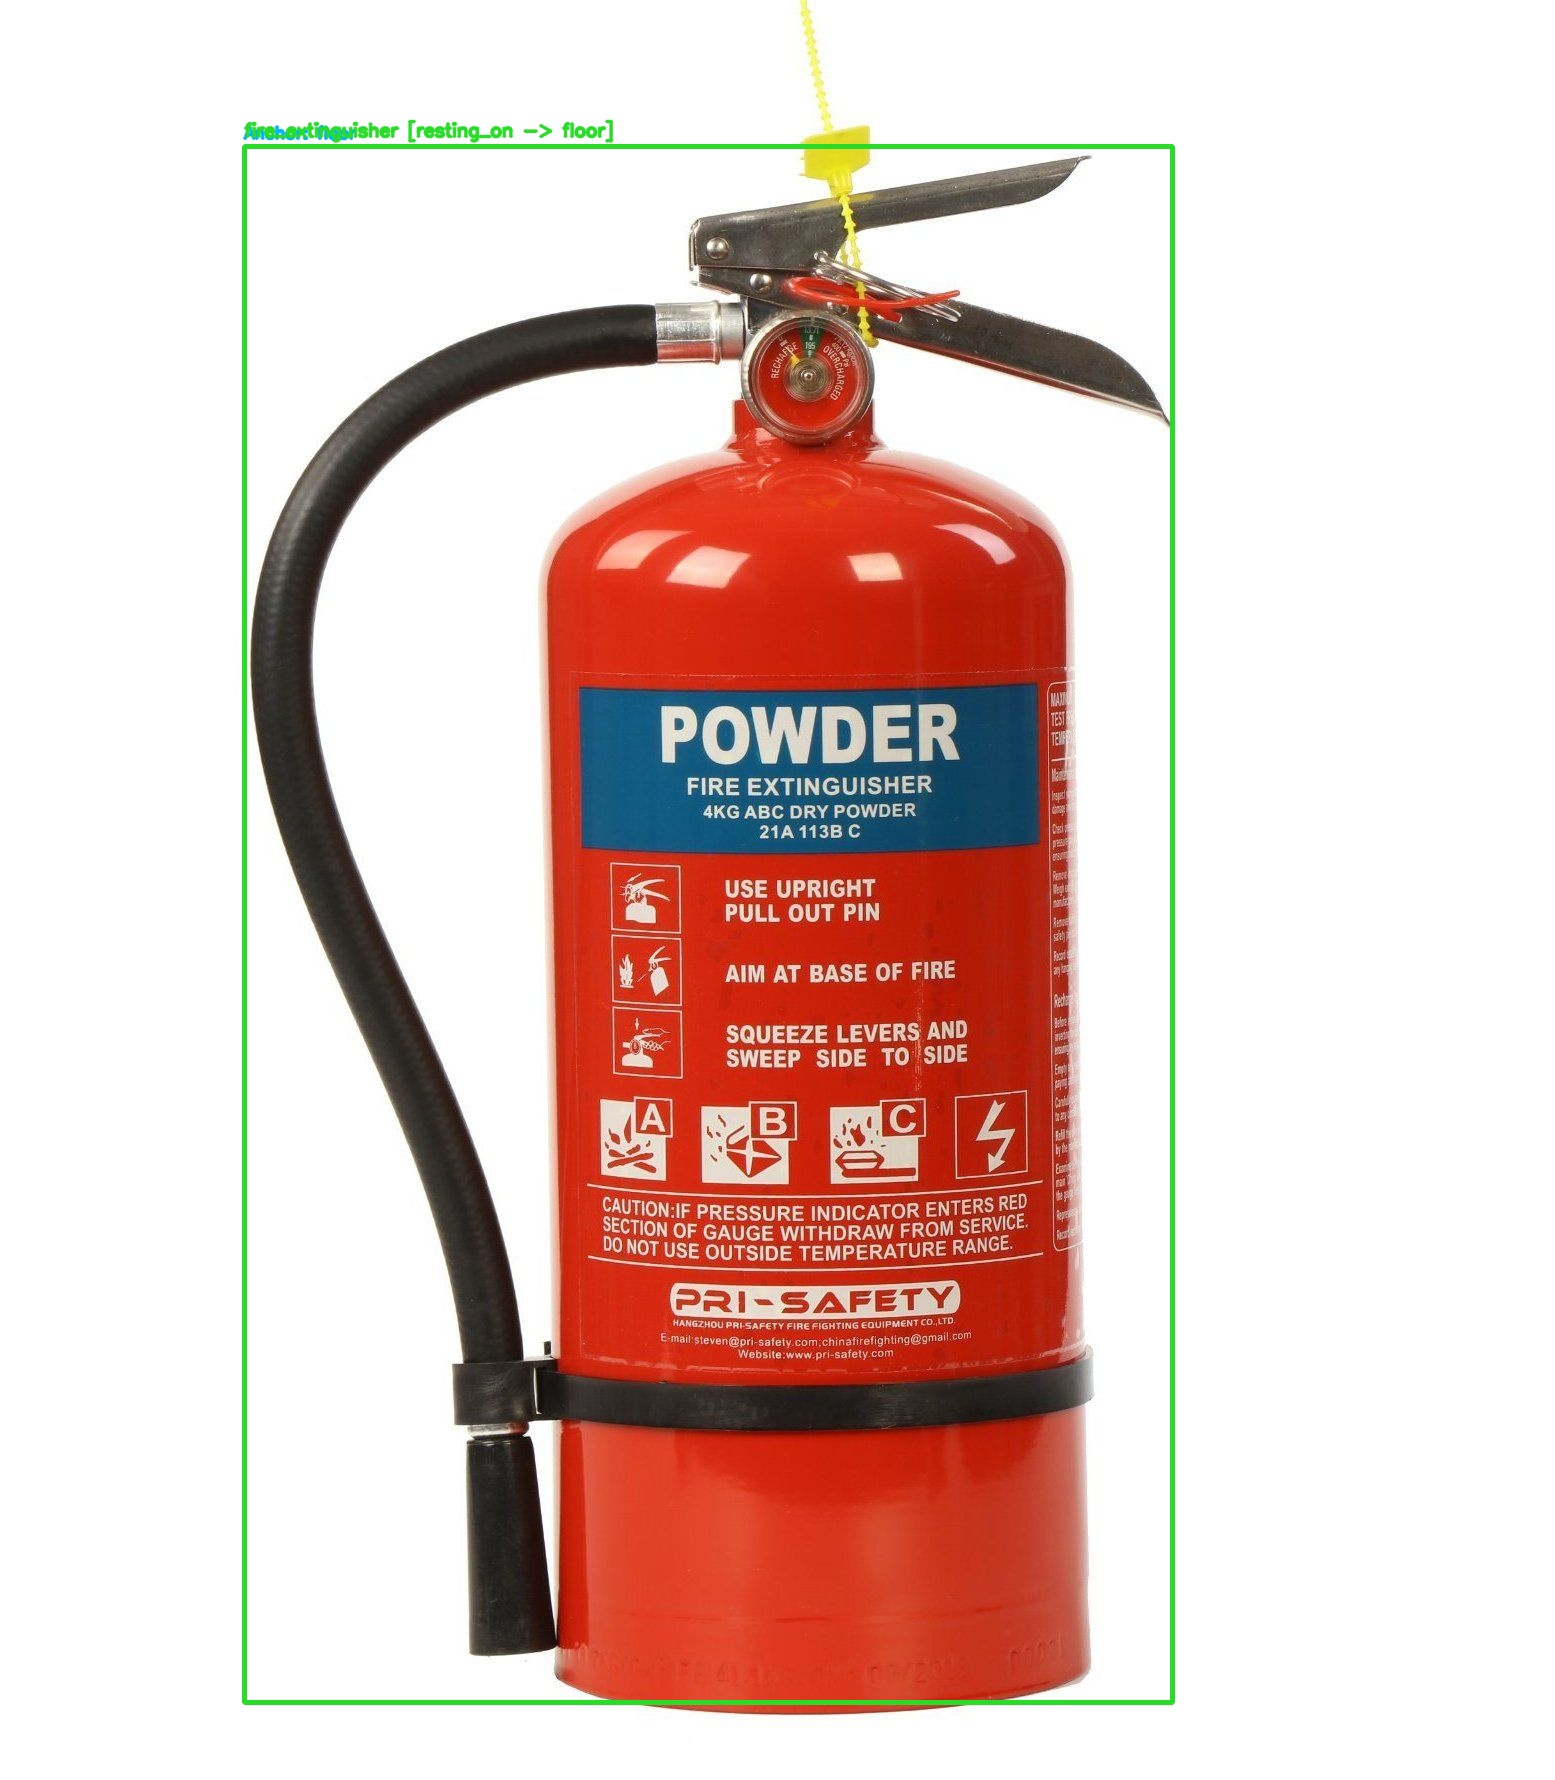 fire extinguisher [resting_on -> floor]
RECHARGE
195
OVERCHARGED
POWDER
FIRE EXTINGUISHER
4KG ABC DRY POWDER
21A 113B C
USE UPRIGHT
PULL OUT PIN
AIM AT BASE OF FIRE
SQUEEZE LEVERS AND
SWEEP SIDE TO SIDE
A
B
C
CAUTION:IF PRESSURE INDICATOR ENTERS RED
SECTION OF GAUGE WITHDRAW FROM SERVICE.
DO NOT USE OUTSIDE TEMPERATURE RANGE.
PRI-SAFETY
HANGZHOU PRI-SAFETY FIRE FIGHTING EQUIPMENT CO.,LTD.
E-mail:steven@pri-safety.com;chinafirefighting@gmail.com
Website:www.pri-safety.com